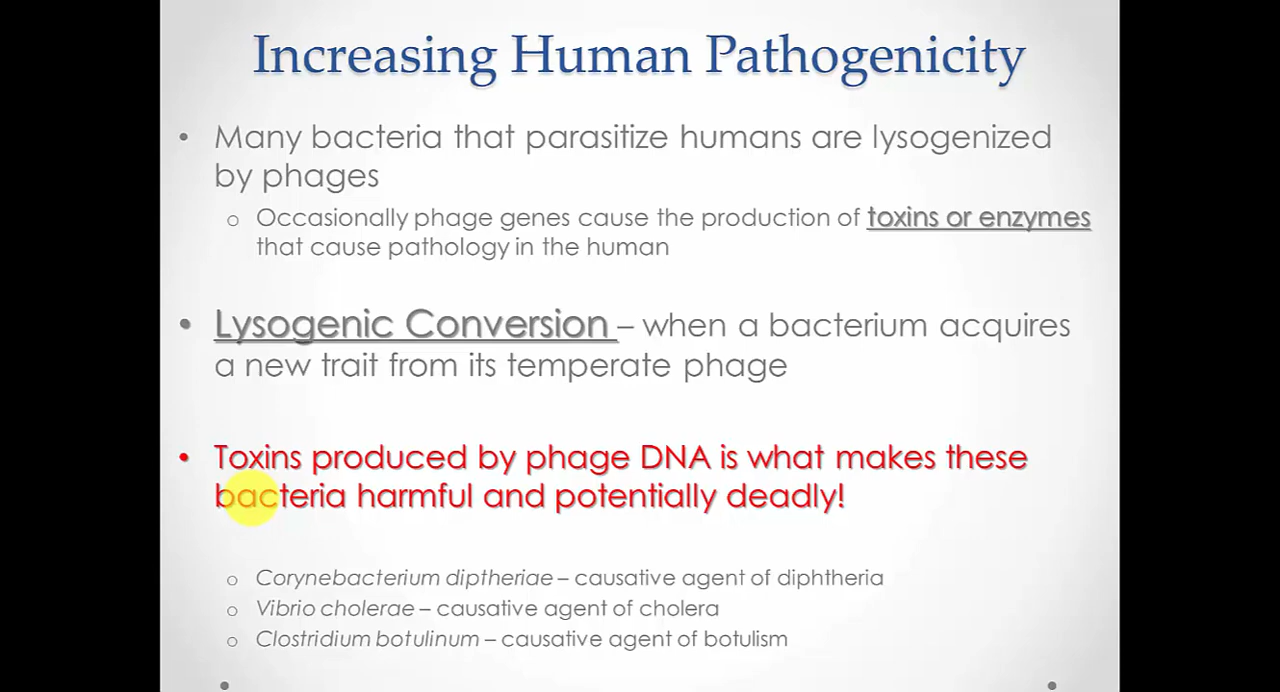 Increasing Human Pathogenicity
• Many bacteria that parasitize humans are lysogenized
by phages
o Occasionally phage genes cause the production of toxins or enzymes
that cause pathology in the human
• Lysogenic Conversion – when a bacterium acquires
a new trait from its temperate phage
• Toxins produced by phage DNA is what makes these
bacteria harmful and potentially deadly!
o Corynebacterium diptheriae – causative agent of diphtheria
o Vibrio cholerae – causative agent of cholera
o Clostridium botulinum – causative agent of botulism